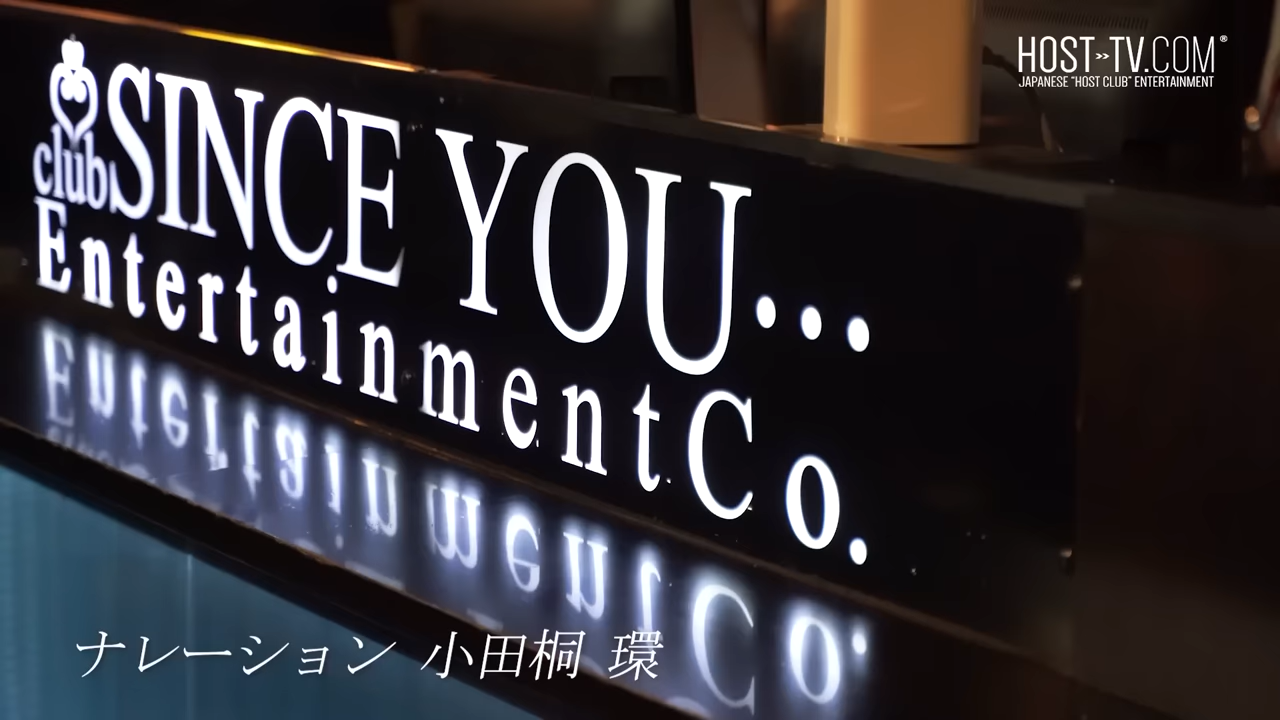 HOST»TV.COM®
JAPANESE "HOST CLUB" ENTERTAINMENT
club SINCE YOU...
Entertainment Co.
ナレーション 小田桐 環